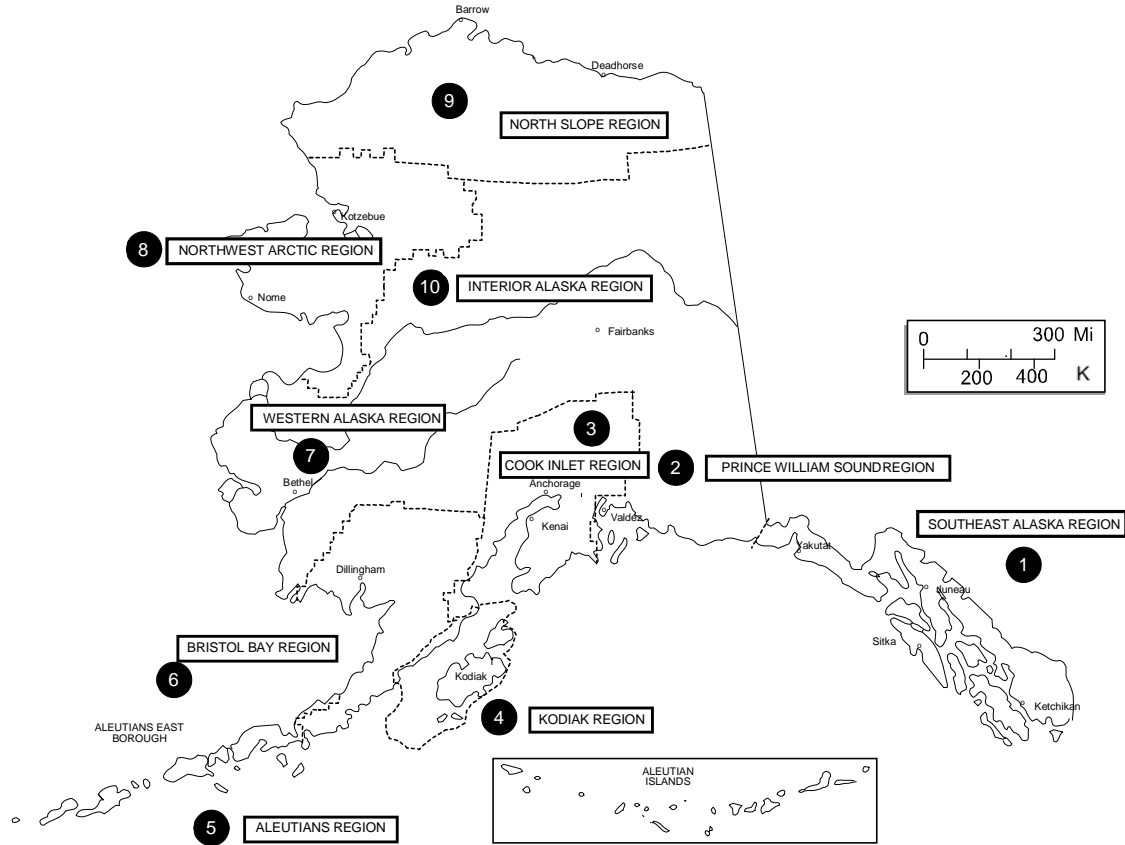 Barrow
Deadhorse
9
NORTH SLOPE REGION
Kotzebue
8
NORTHWEST ARCTIC REGION
10
INTERIOR ALASKA REGION
Nome
Fairbanks
0 300 Mi
200 400 K
WESTERN ALASKA REGION
7
Bethel
3
COOK INLET REGION
2
PRINCE WILLIAM SOUNDREGION
Anchorage
Kenai
Valdez
SOUTHEAST ALASKA REGION
1
Yakutat
Dillingham
Juneau
Sitka
Ketchikan
BRISTOL BAY REGION
6
Kodiak
4
KODIAK REGION
ALEUTIANS EAST
BOROUGH
ALEUTIAN
ISLANDS
5
ALEUTIANS REGION